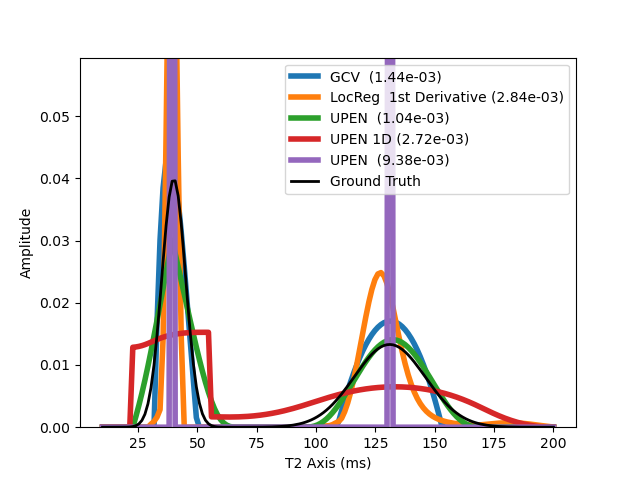 GCV (1.44e-03)
LocReg 1st Derivative (2.84e-03)
UPEN (1.04e-03)
UPEN 1D (2.72e-03)
UPEN (9.38e-03)
Ground Truth
0.05
0.04
0.03
0.02
0.01
0.00
Amplitude
25 50 75 100 125 150 175 200
T2 Axis (ms)